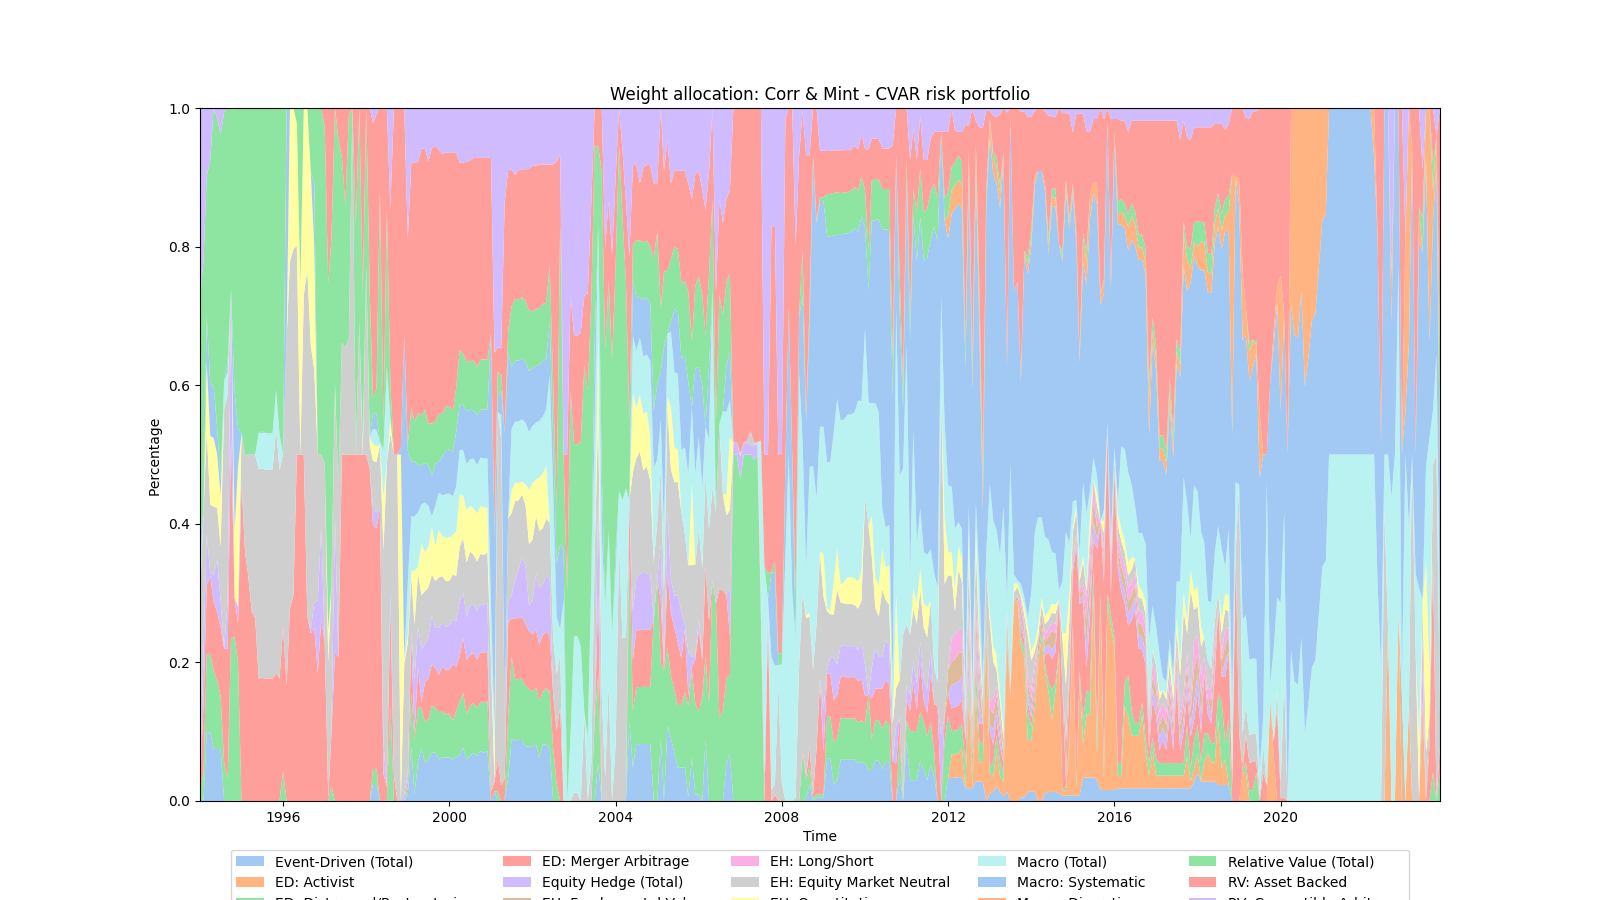 Weight allocation: Corr & Mint - CVAR risk portfolio
Percentage
1.0
0.8
0.6
0.4
0.2
0.0
1996 2000 2004 2008 2012 2016 2020
Time
Event-Driven (Total) ED: Merger Arbitrage EH: Long/Short Macro (Total) Relative Value (Total)
ED: Activist Equity Hedge (Total) EH: Equity Market Neutral Macro: Systematic RV: Asset Backed